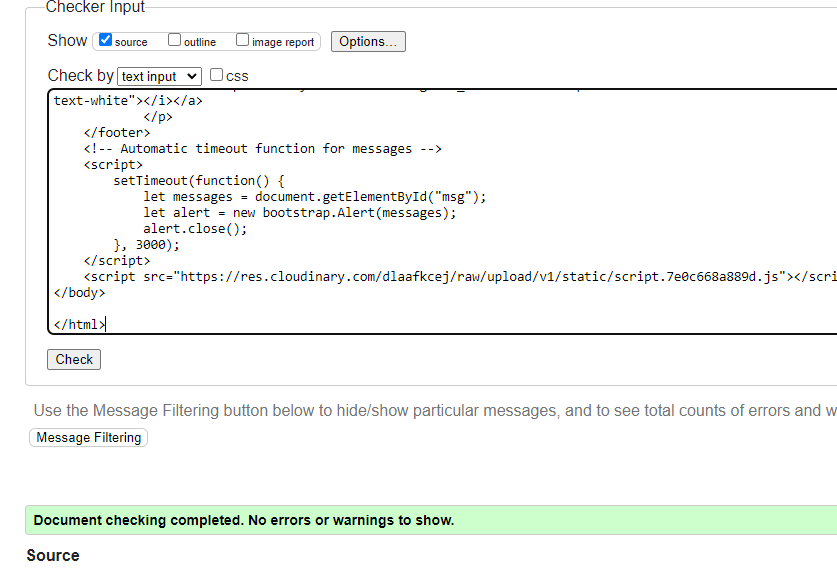 Checker Input
Show source outline image report Options...
Check by text input css
text-white"></i></a>
</p>
</footer>
<!-- Automatic timeout function for messages -->
<script>
setTimeout(function() {
let messages = document.getElementById("msg");
let alert = new bootstrap.Alert(messages);
alert.close();
}, 3000);
</script>
<script src="https://res.cloudinary.com/dlaafkcej/raw/upload/v1/static/script.7e0c668a889d.js"></scri
</body>
</html>
Check
Use the Message Filtering button below to hide/show particular messages, and to see total counts of errors and w
Message Filtering
Document checking completed. No errors or warnings to show.
Source